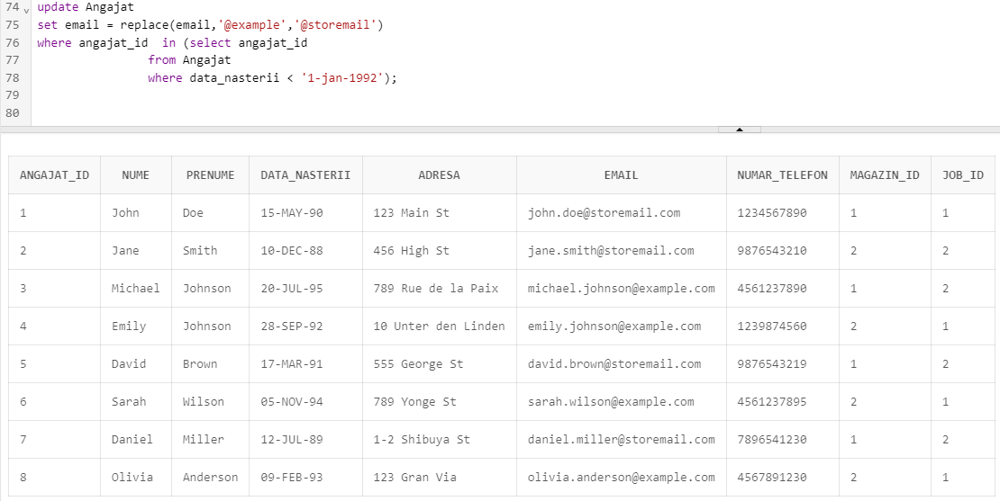 74 update Angajat
75 set email = replace(email,'@example','@storemail')
76 where angajat_id  in (select angajat_id
77                 from Angajat
78                 where data_nasterii < '1-jan-1992');
79
80
ANGAJAT_ID NUME PRENUME DATA_NASTERII ADRESA EMAIL NUMAR_TELEFON MAGAZIN_ID JOB_ID
1 John Doe 15-MAY-90 123 Main St john.doe@storemail.com 1234567890 1 1
2 Jane Smith 10-DEC-88 456 High St jane.smith@storemail.com 9876543210 2 2
3 Michael Johnson 20-JUL-95 789 Rue de la Paix michael.johnson@example.com 4561237890 1 2
4 Emily Johnson 28-SEP-92 10 Unter den Linden emily.johnson@example.com 1239874560 2 1
5 David Brown 17-MAR-91 555 George St david.brown@storemail.com 9876543219 1 2
6 Sarah Wilson 05-NOV-94 789 Yonge St sarah.wilson@example.com 4561237895 2 1
7 Daniel Miller 12-JUL-89 1-2 Shibuya St daniel.miller@storemail.com 7896541230 1 2
8 Olivia Anderson 09-FEB-93 123 Gran Via olivia.anderson@example.com 4567891230 2 1